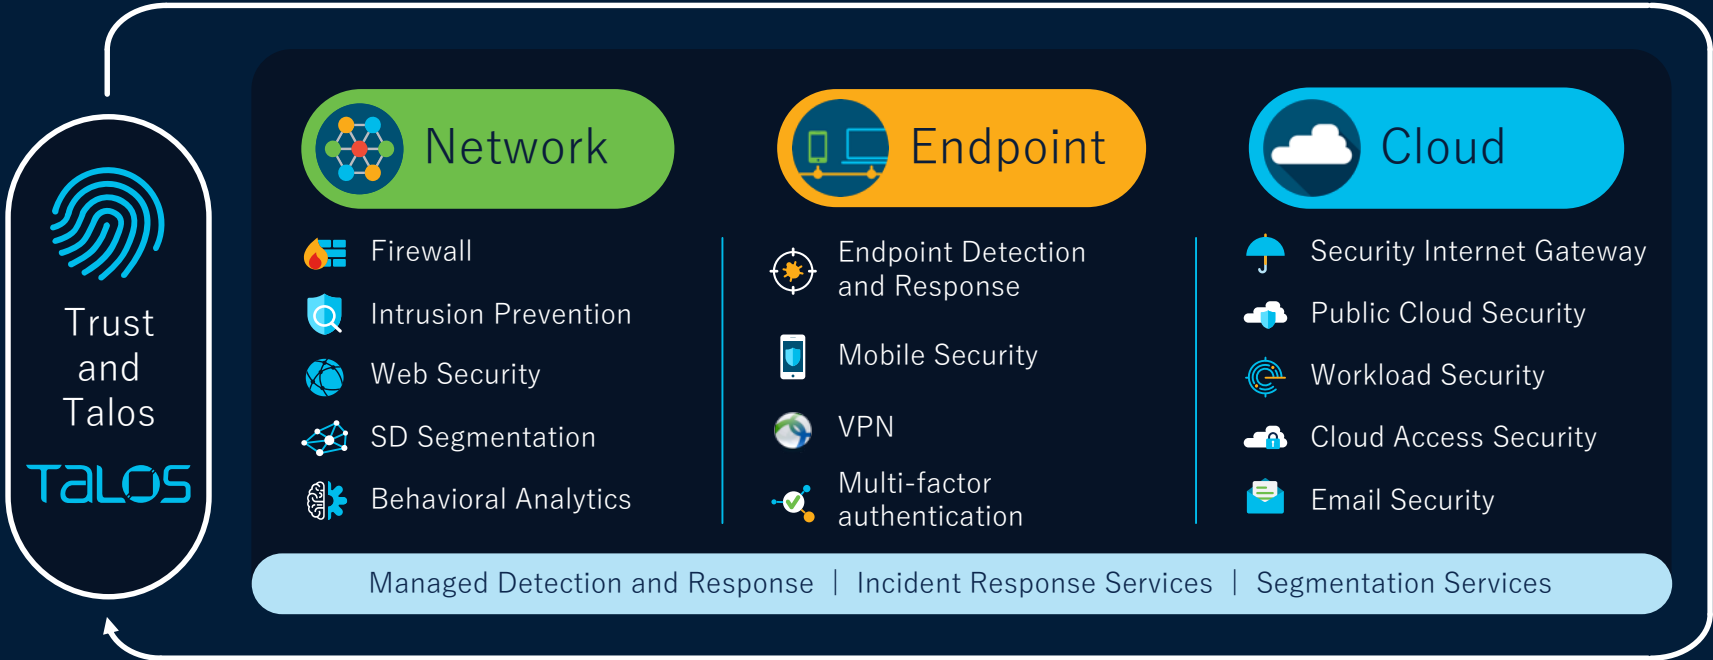 Trust
and
Talos
TALOS
Network
Firewall
Intrusion Prevention
Web Security
SD Segmentation
Behavioral Analytics
Endpoint
Endpoint Detection
and Response
Mobile Security
VPN
Multi-factor
authentication
Cloud
Security Internet Gateway
Public Cloud Security
Workload Security
Cloud Access Security
Email Security
Managed Detection and Response | Incident Response Services | Segmentation Services